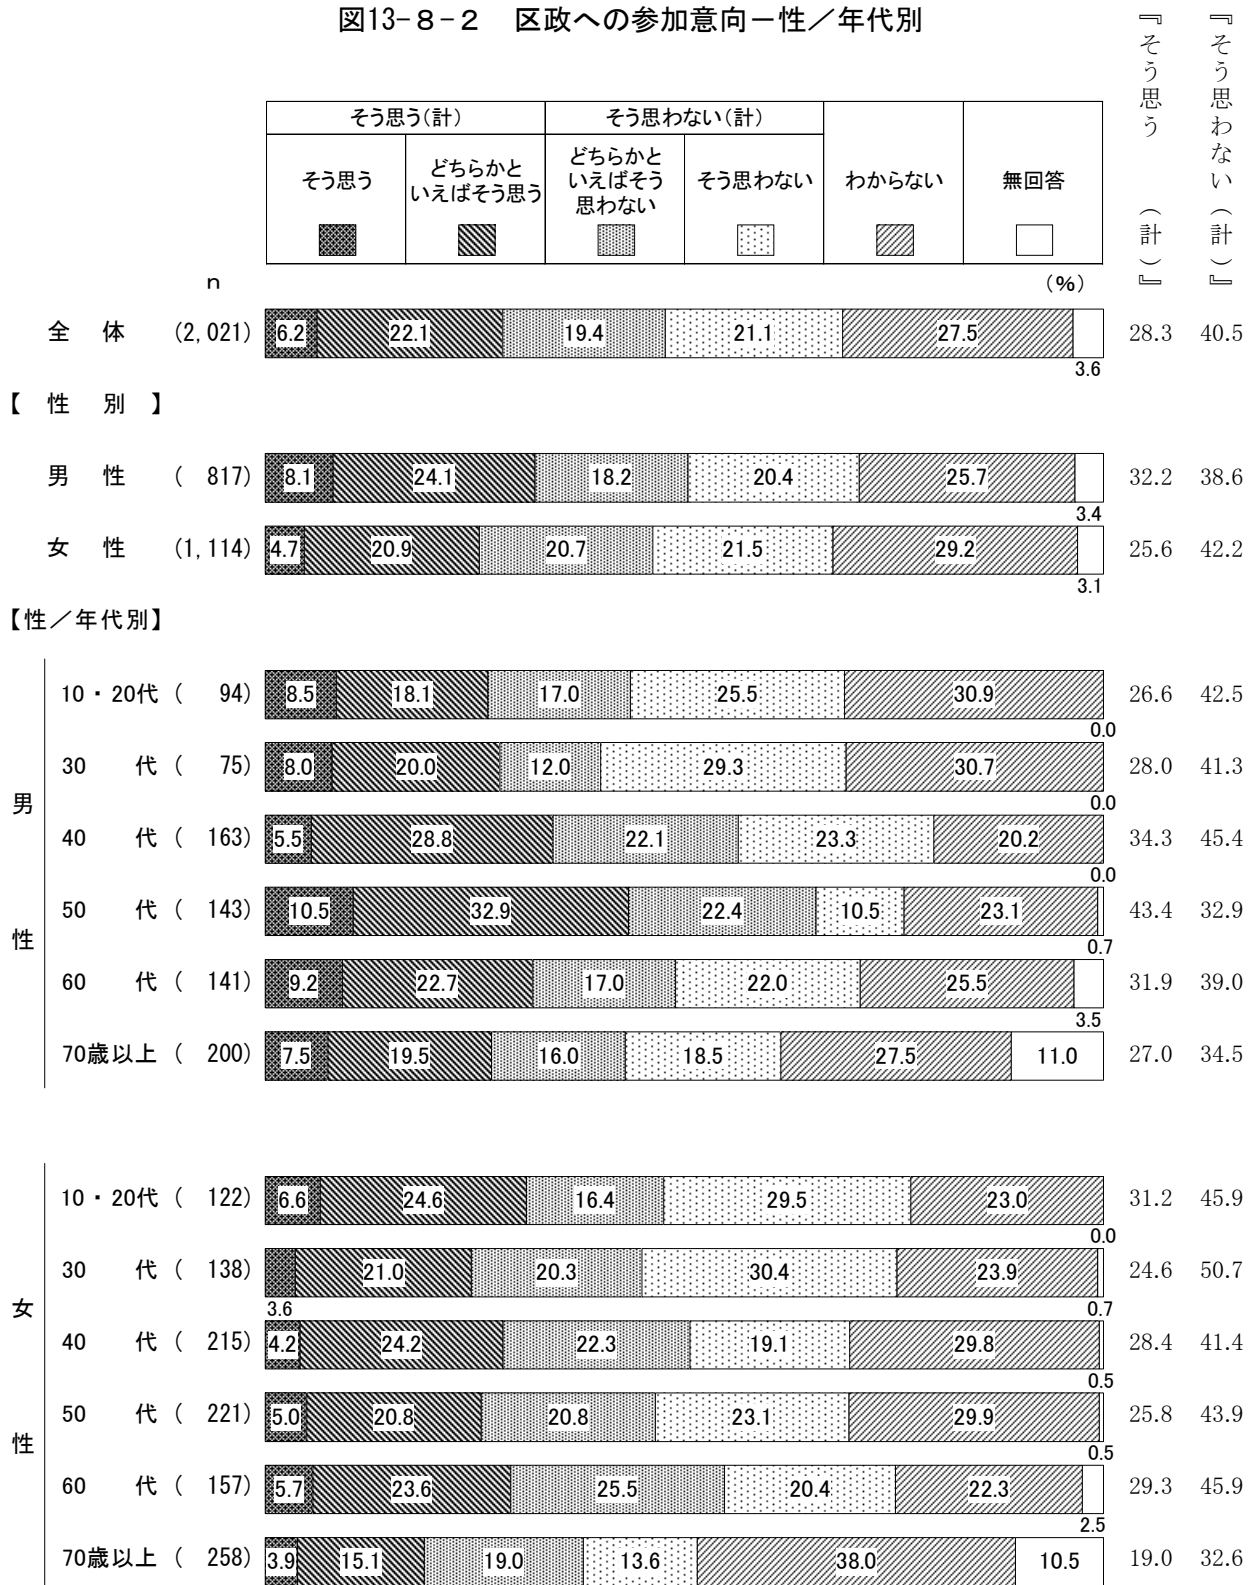 図13-８-２　区政への参加意向－性／年代別
『そう思う（計）』
『そう思わない（計）』
そう思う(計)　そう思わない(計)
そう思う　どちらかといえばそう思う　どちらかといえばそう思わない　そう思わない　わからない　無回答
n　(%)
全　体　(2,021)　6.2　22.1　19.4　21.1　27.5　3.6　28.3　40.5
【　性　別　】
男　性　(　817)　8.1　24.1　18.2　20.4　25.7　3.4　32.2　38.6
女　性　(1,114)　4.7　20.9　20.7　21.5　29.2　3.1　25.6　42.2
【性／年代別】
男性
10・20代　(　94)　8.5　18.1　17.0　25.5　30.9　0.0　26.6　42.5
30　代　(　75)　8.0　20.0　12.0　29.3　30.7　0.0　28.0　41.3
40　代　(　163)　5.5　28.8　22.1　23.3　20.2　0.0　34.3　45.4
50　代　(　143)　10.5　32.9　22.4　10.5　23.1　0.7　43.4　32.9
60　代　(　141)　9.2　22.7　17.0　22.0　25.5　3.5　31.9　39.0
70歳以上　(　200)　7.5　19.5　16.0　18.5　27.5　11.0　27.0　34.5
女性
10・20代　(　122)　6.6　24.6　16.4　29.5　23.0　0.0　31.2　45.9
30　代　(　138)　3.6　21.0　20.3　30.4　23.9　0.7　24.6　50.7
40　代　(　215)　4.2　24.2　22.3　19.1　29.8　0.5　28.4　41.4
50　代　(　221)　5.0　20.8　20.8　23.1　29.9　0.5　25.8　43.9
60　代　(　157)　5.7　23.6　25.5　20.4　22.3　2.5　29.3　45.9
70歳以上　(　258)　3.9　15.1　19.0　13.6　38.0　10.5　19.0　32.6